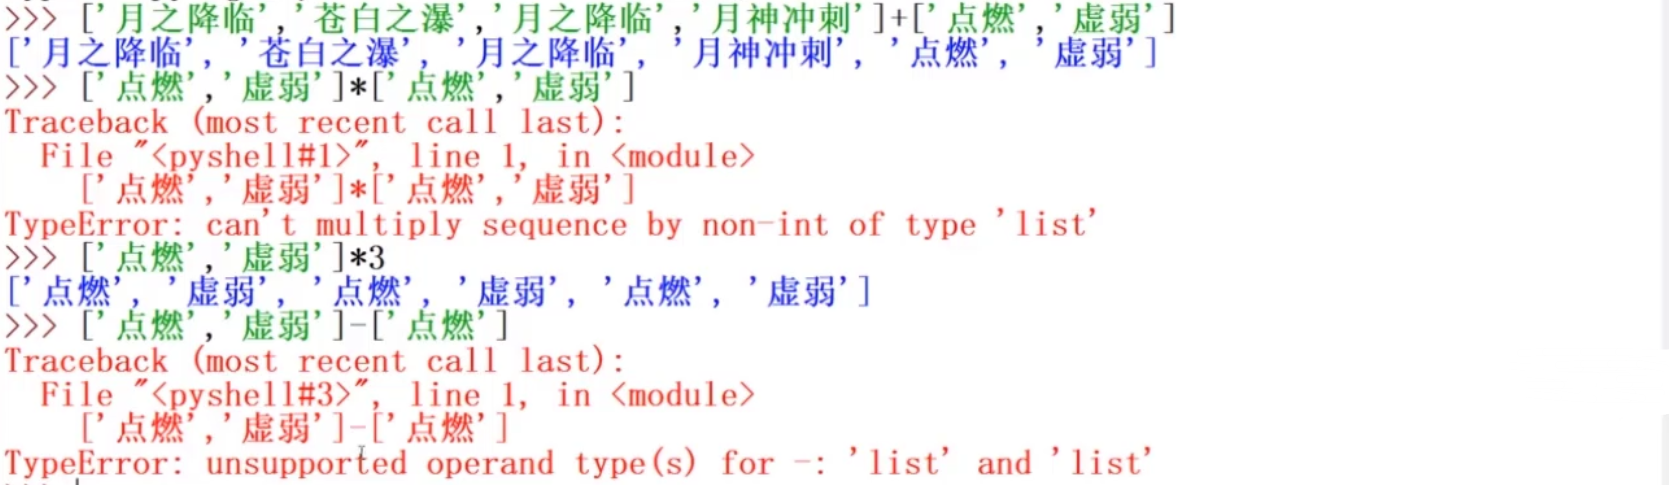 >>> ['月之降临','苍白之瀑','月之降临','月神冲刺']+['点燃','虚弱']
['月之降临', '苍白之瀑', '月之降临', '月神冲刺', '点燃', '虚弱']
>>> ['点燃','虚弱']*['点燃','虚弱']
Traceback (most recent call last):
  File "<pyshell#1>", line 1, in <module>
    ['点燃','虚弱']*['点燃','虚弱']
TypeError: can't multiply sequence by non-int of type 'list'
>>> ['点燃','虚弱']*3
['点燃', '虚弱', '点燃', '虚弱', '点燃', '虚弱']
>>> ['点燃','虚弱']-['点燃']
Traceback (most recent call last):
  File "<pyshell#3>", line 1, in <module>
    ['点燃','虚弱']-['点燃']
TypeError: unsupported operand type(s) for -: 'list' and 'list'